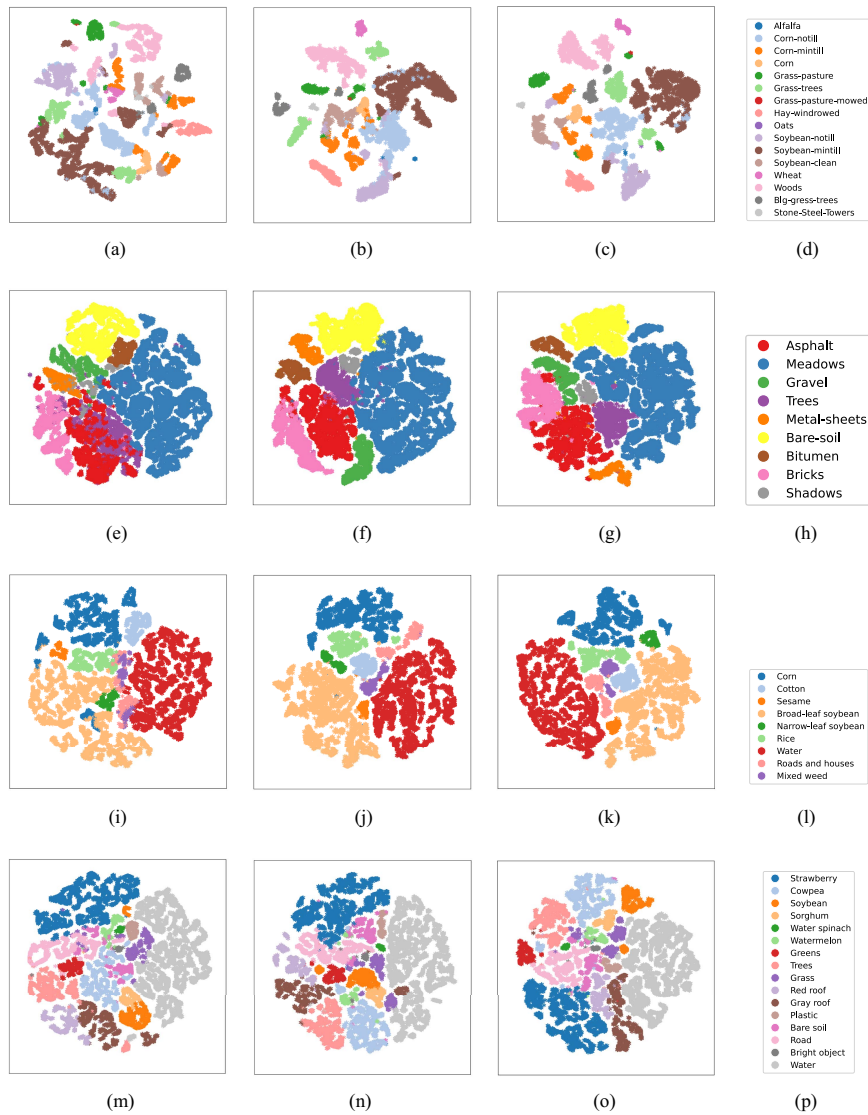 Alfalfa
Corn-notill
Corn-mintill
Corn
Grass-pasture
Grass-trees
Grass-pasture-mowed
Hay-windrowed
Oats
Soybean-notill
Soybean-mintill
Soybean-clean
Wheat
Woods
Blg-gress-trees
Stone-Steel-Towers
(a) (b) (c) (d)
Asphalt
Meadows
Gravel
Trees
Metal-sheets
Bare-soil
Bitumen
Bricks
Shadows
(e) (f) (g) (h)
Corn
Cotton
Sesame
Broad-leaf soybean
Narrow-leaf soybean
Rice
Water
Roads and houses
Mixed weed
(i) (j) (k) (l)
Strawberry
Cowpea
Soybean
Sorghum
Water spinach
Watermelon
Greens
Trees
Grass
Red roof
Gray roof
Plastic
Bare soil
Road
Bright object
Water
(m) (n) (o) (p)